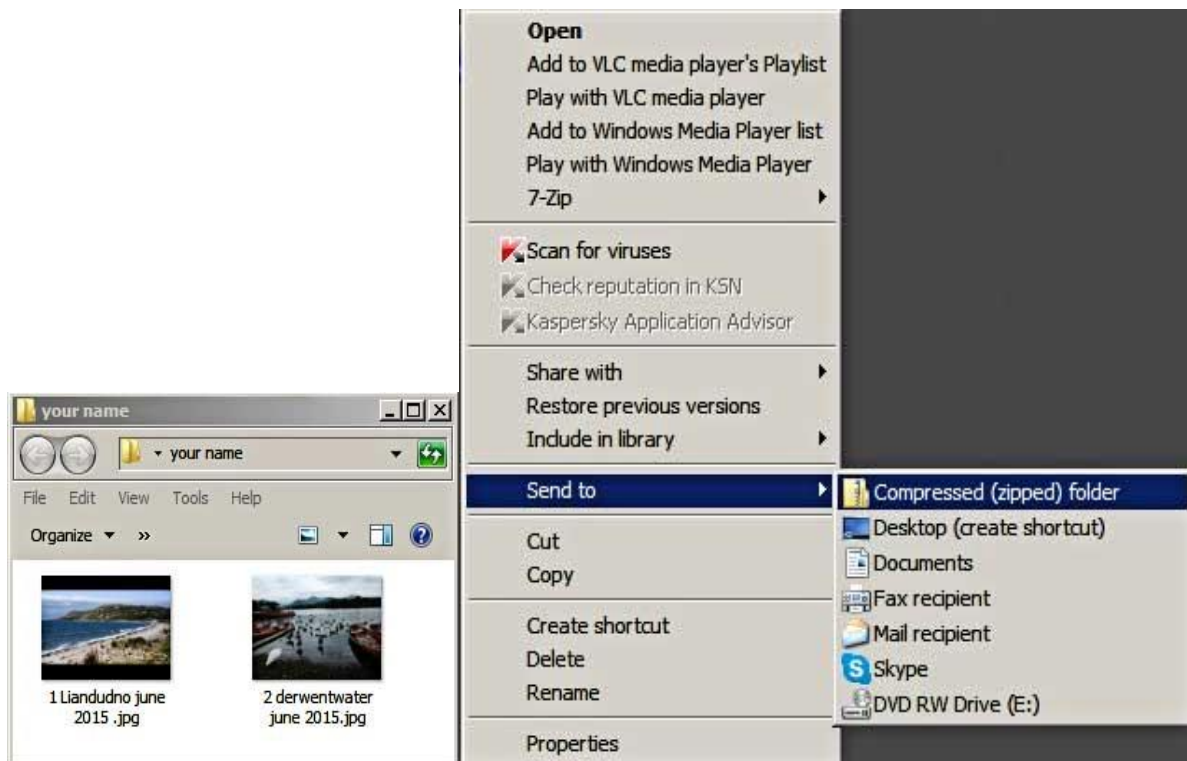 your name
your name
File Edit View Tools Help
Organize »
1 Liandudno june
2015 .jpg
2 derwentwater
june 2015.jpg
Open
Add to VLC media player's Playlist
Play with VLC media player
Add to Windows Media Player list
Play with Windows Media Player
7-Zip
Scan for viruses
Check reputation in KSN
Kaspersky Application Advisor
Share with
Restore previous versions
Include in library
Send to
Cut
Copy
Create shortcut
Delete
Rename
Properties
Compressed (zipped) folder
Desktop (create shortcut)
Documents
Fax recipient
Mail recipient
Skype
DVD RW Drive (E:)